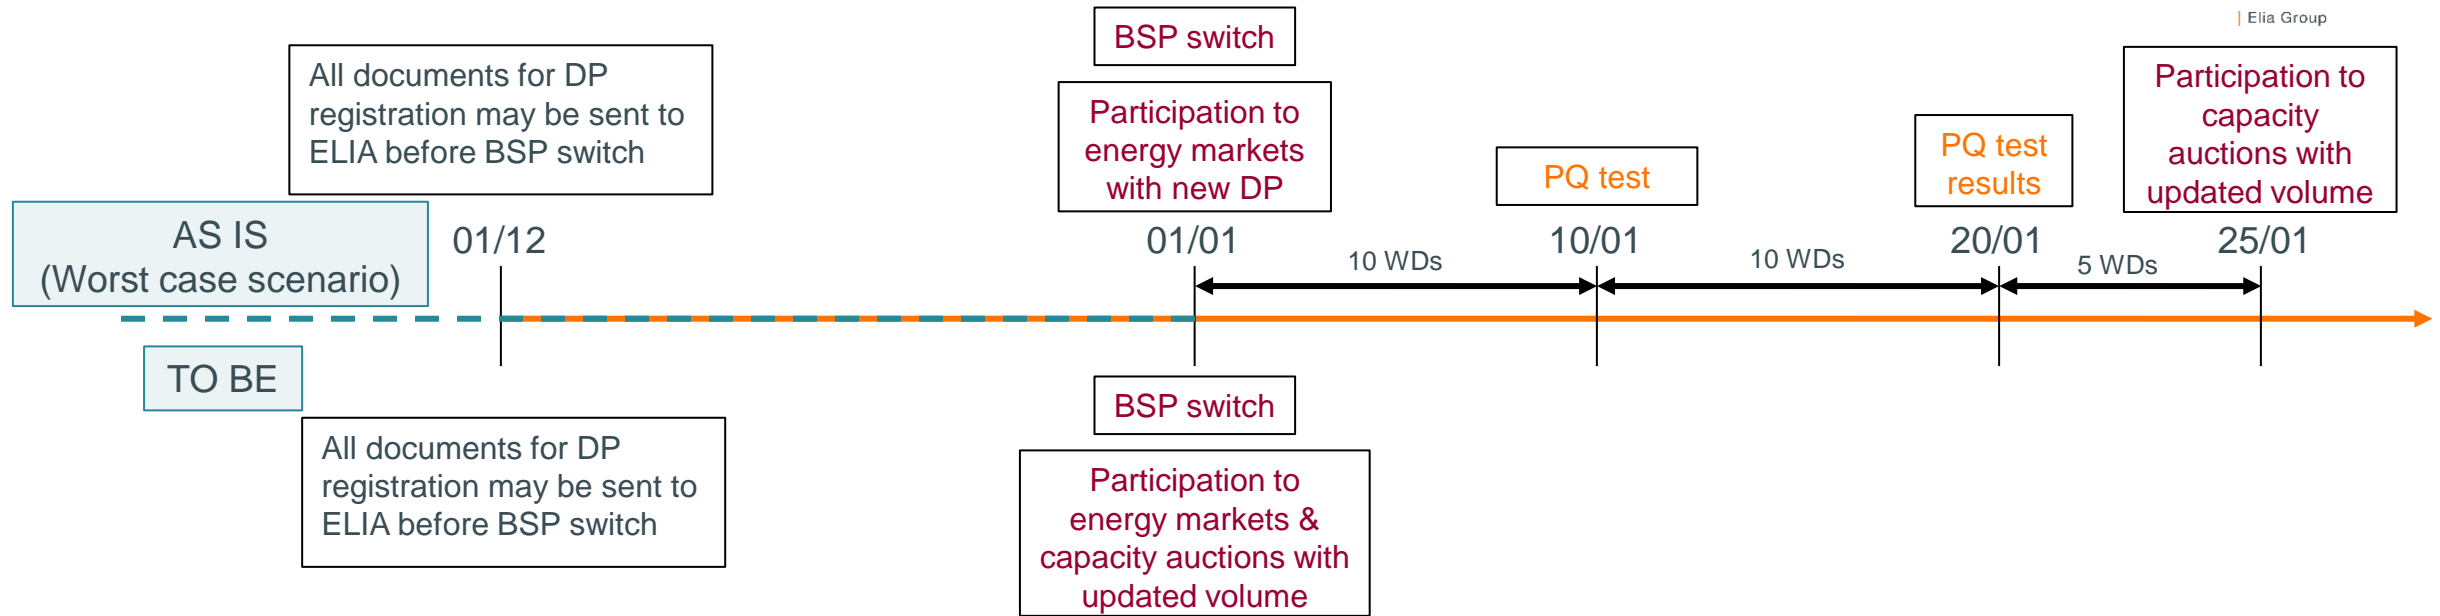 | Elia Group
BSP switch
All documents for DP
registration may be sent to
ELIA before BSP switch
Participation to
energy markets
with new DP
PQ test
PQ test
results
Participation to
capacity
auctions with
updated volume
AS IS
(Worst case scenario)
01/12
01/01
10/01
20/01
25/01
10 WDs
10 WDs
5 WDs
TO BE
All documents for DP
registration may be sent to
ELIA before BSP switch
BSP switch
Participation to
energy markets &
capacity auctions with
updated volume